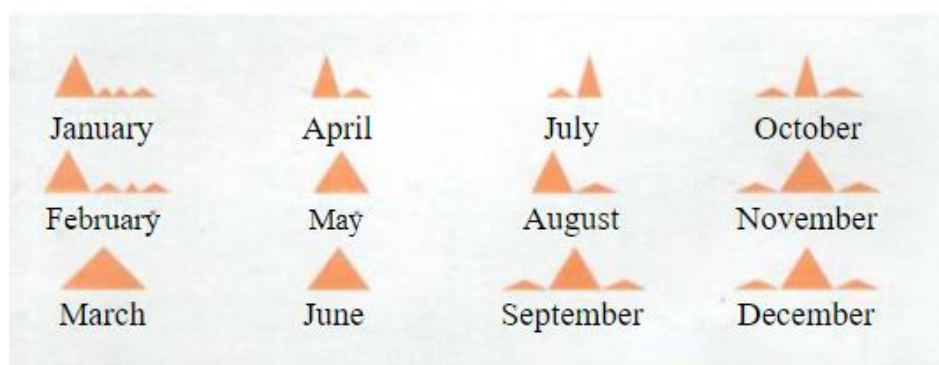 January April July October
February May August November
March June September December